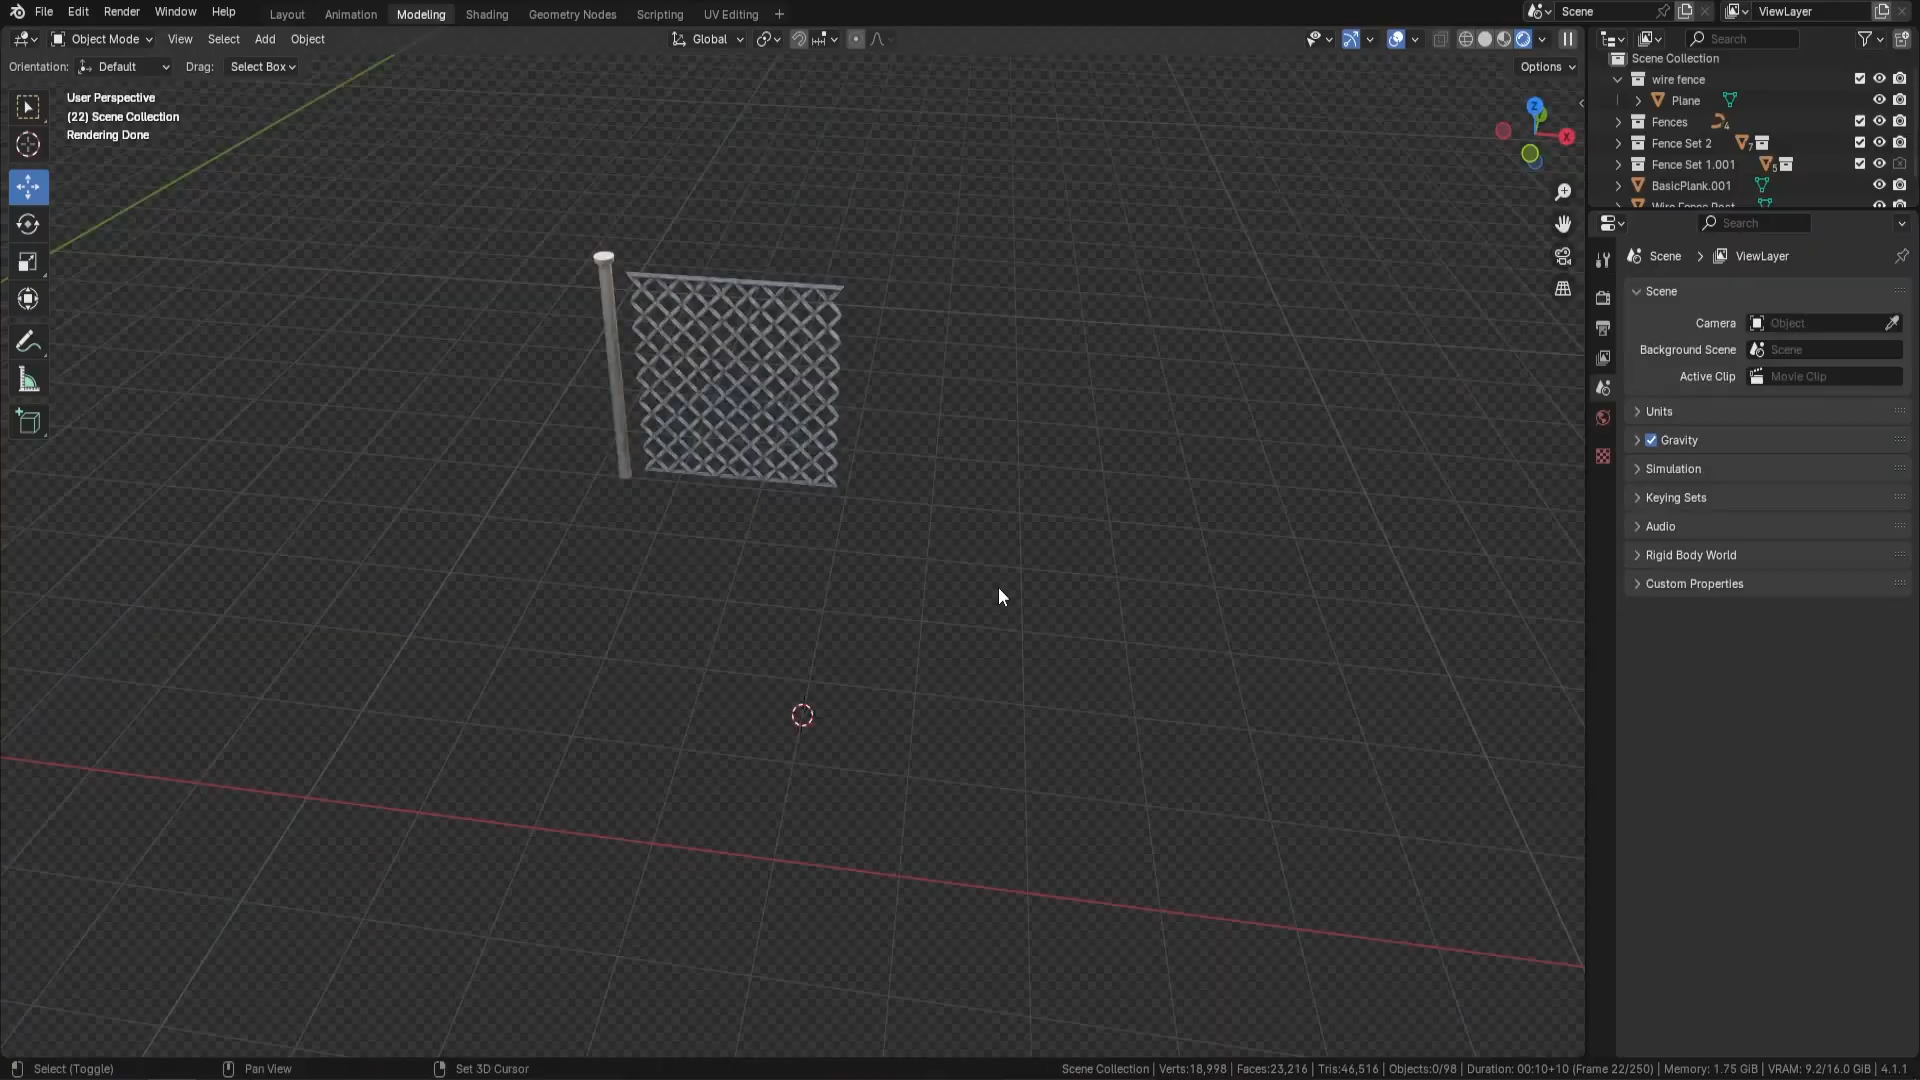 File Edit Render Window Help
Layout Animation Modeling Shading Geometry Nodes Scripting UV Editing +
Scene ViewLayer
Object Mode View Select Add Object
Global
Search
Orientation: Default Drag: Select Box
Options
User Perspective
(22) Scene Collection
Rendering Done
Z
X
Scene Collection
wire fence
Plane
Fences 4
Fence Set 2 7
Fence Set 1.001 5
BasicPlank.001
Wire Fence Post
Search
Scene > ViewLayer
Scene
Camera Object
Background Scene Scene
Active Clip Movie Clip
Units
Gravity
Simulation
Keying Sets
Audio
Rigid Body World
Custom Properties
Select (Toggle) Pan View Set 3D Cursor
Scene Collection | Verts:18,998 | Faces:23,216 | Tris:46,516 | Objects:0/98 | Duration: 00:10+10 (Frame 22/250) | Memory: 1.75 GiB | VRAM: 9.2/16.0 GiB | 4.1.1